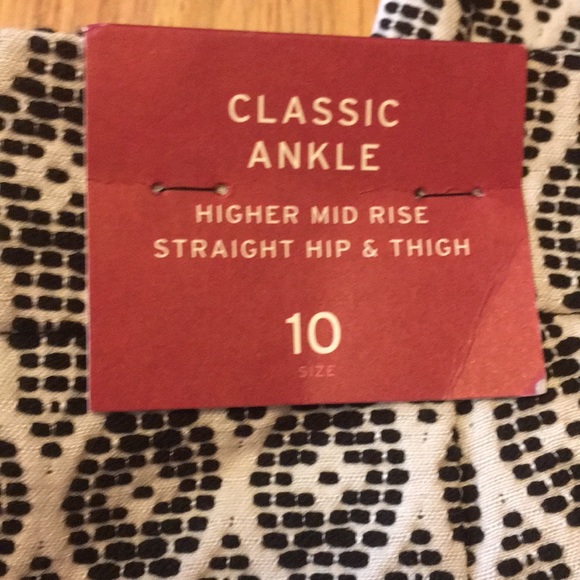 CLASSIC
ANKLE
HIGHER MID RISE
STRAIGHT HIP & THIGH
10
SIZE